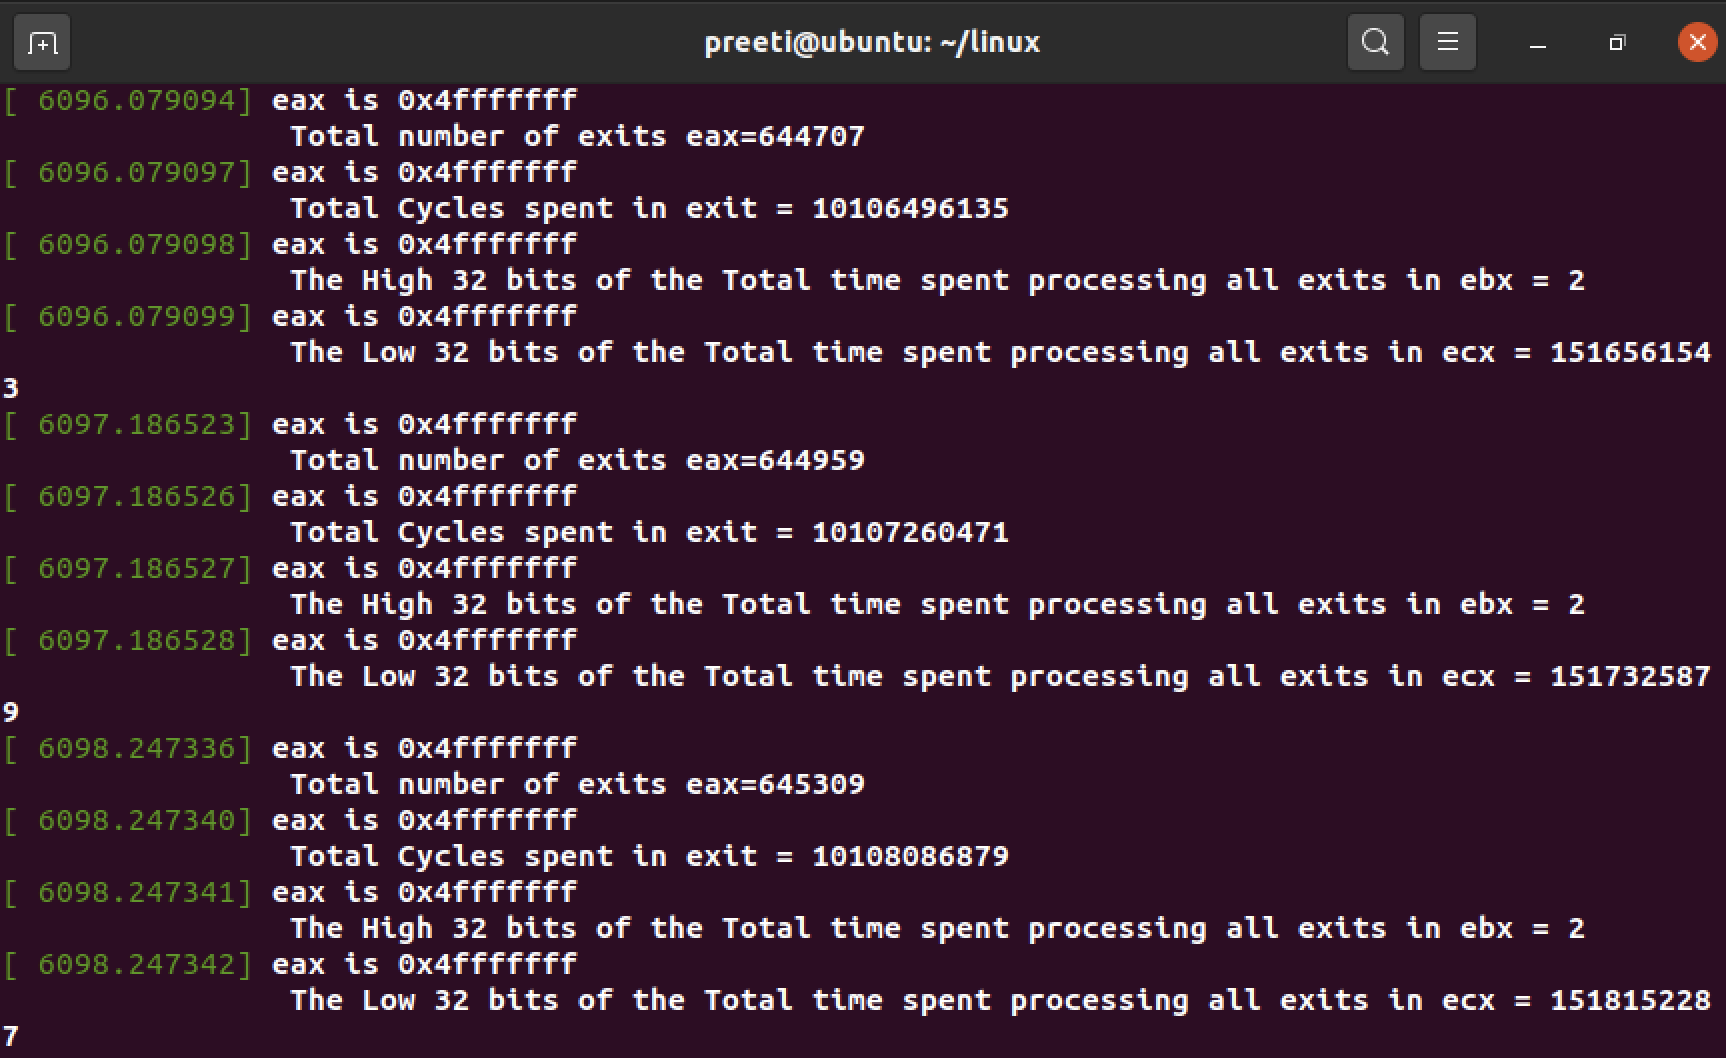 preeti@ubuntu: ~/linux
[ 6096.079094] eax is 0x4fffffff
Total number of exits eax=644707
[ 6096.079097] eax is 0x4fffffff
Total Cycles spent in exit = 10106496135
[ 6096.079098] eax is 0x4fffffff
The High 32 bits of the Total time spent processing all exits in ebx = 2
[ 6096.079099] eax is 0x4fffffff
The Low 32 bits of the Total time spent processing all exits in ecx = 151656154
3
[ 6097.186523] eax is 0x4fffffff
Total number of exits eax=644959
[ 6097.186526] eax is 0x4fffffff
Total Cycles spent in exit = 10107260471
[ 6097.186527] eax is 0x4fffffff
The High 32 bits of the Total time spent processing all exits in ebx = 2
[ 6097.186528] eax is 0x4fffffff
The Low 32 bits of the Total time spent processing all exits in ecx = 151732587
9
[ 6098.247336] eax is 0x4fffffff
Total number of exits eax=645309
[ 6098.247340] eax is 0x4fffffff
Total Cycles spent in exit = 10108086879
[ 6098.247341] eax is 0x4fffffff
The High 32 bits of the Total time spent processing all exits in ebx = 2
[ 6098.247342] eax is 0x4fffffff
The Low 32 bits of the Total time spent processing all exits in ecx = 151815228
7